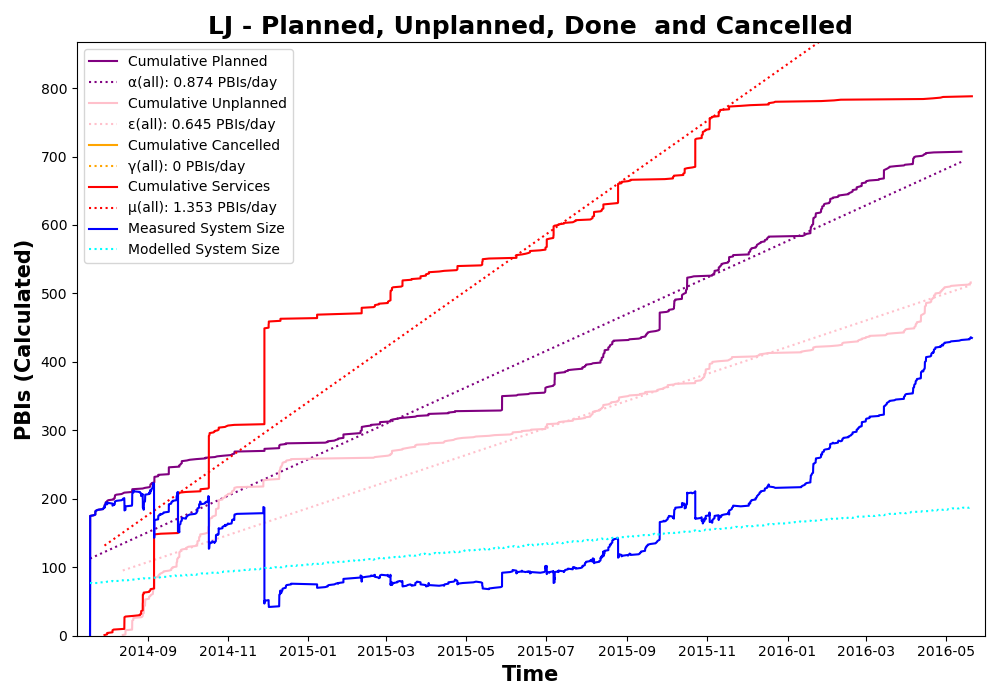 LJ - Planned, Unplanned, Done  and Cancelled
PBIs (Calculated)
800
700
600
500
400
300
200
100
0
Cumulative Planned
α(all): 0.874 PBIs/day
Cumulative Unplanned
ε(all): 0.645 PBIs/day
Cumulative Cancelled
γ(all): 0 PBIs/day
Cumulative Services
μ(all): 1.353 PBIs/day
Measured System Size
Modelled System Size
2014-09 2014-11 2015-01 2015-03 2015-05 2015-07 2015-09 2015-11 2016-01 2016-03 2016-05
Time